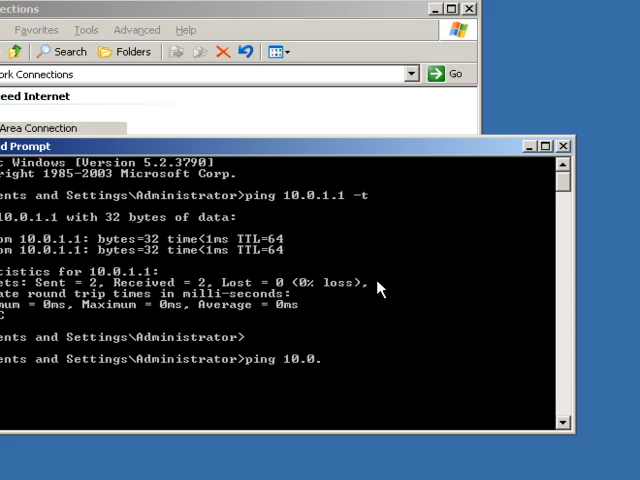 ections
Favorites Tools Advanced Help
Search Folders
ork Connections Go
eed Internet
Area Connection
d Prompt
t Windows [Version 5.2.3790]
right 1985-2003 Microsoft Corp.
ents and Settings\Administrator>ping 10.0.1.1 -t
10.0.1.1 with 32 bytes of data:
om 10.0.1.1: bytes=32 time<1ms TTL=64
om 10.0.1.1: bytes=32 time<1ms TTL=64
tistics for 10.0.1.1:
ets: Sent = 2, Received = 2, Lost = 0 (0% loss),
ate round trip times in milli-seconds:
mum = 0ms, Maximum = 0ms, Average = 0ms
C
ents and Settings\Administrator>
ents and Settings\Administrator>ping 10.0.